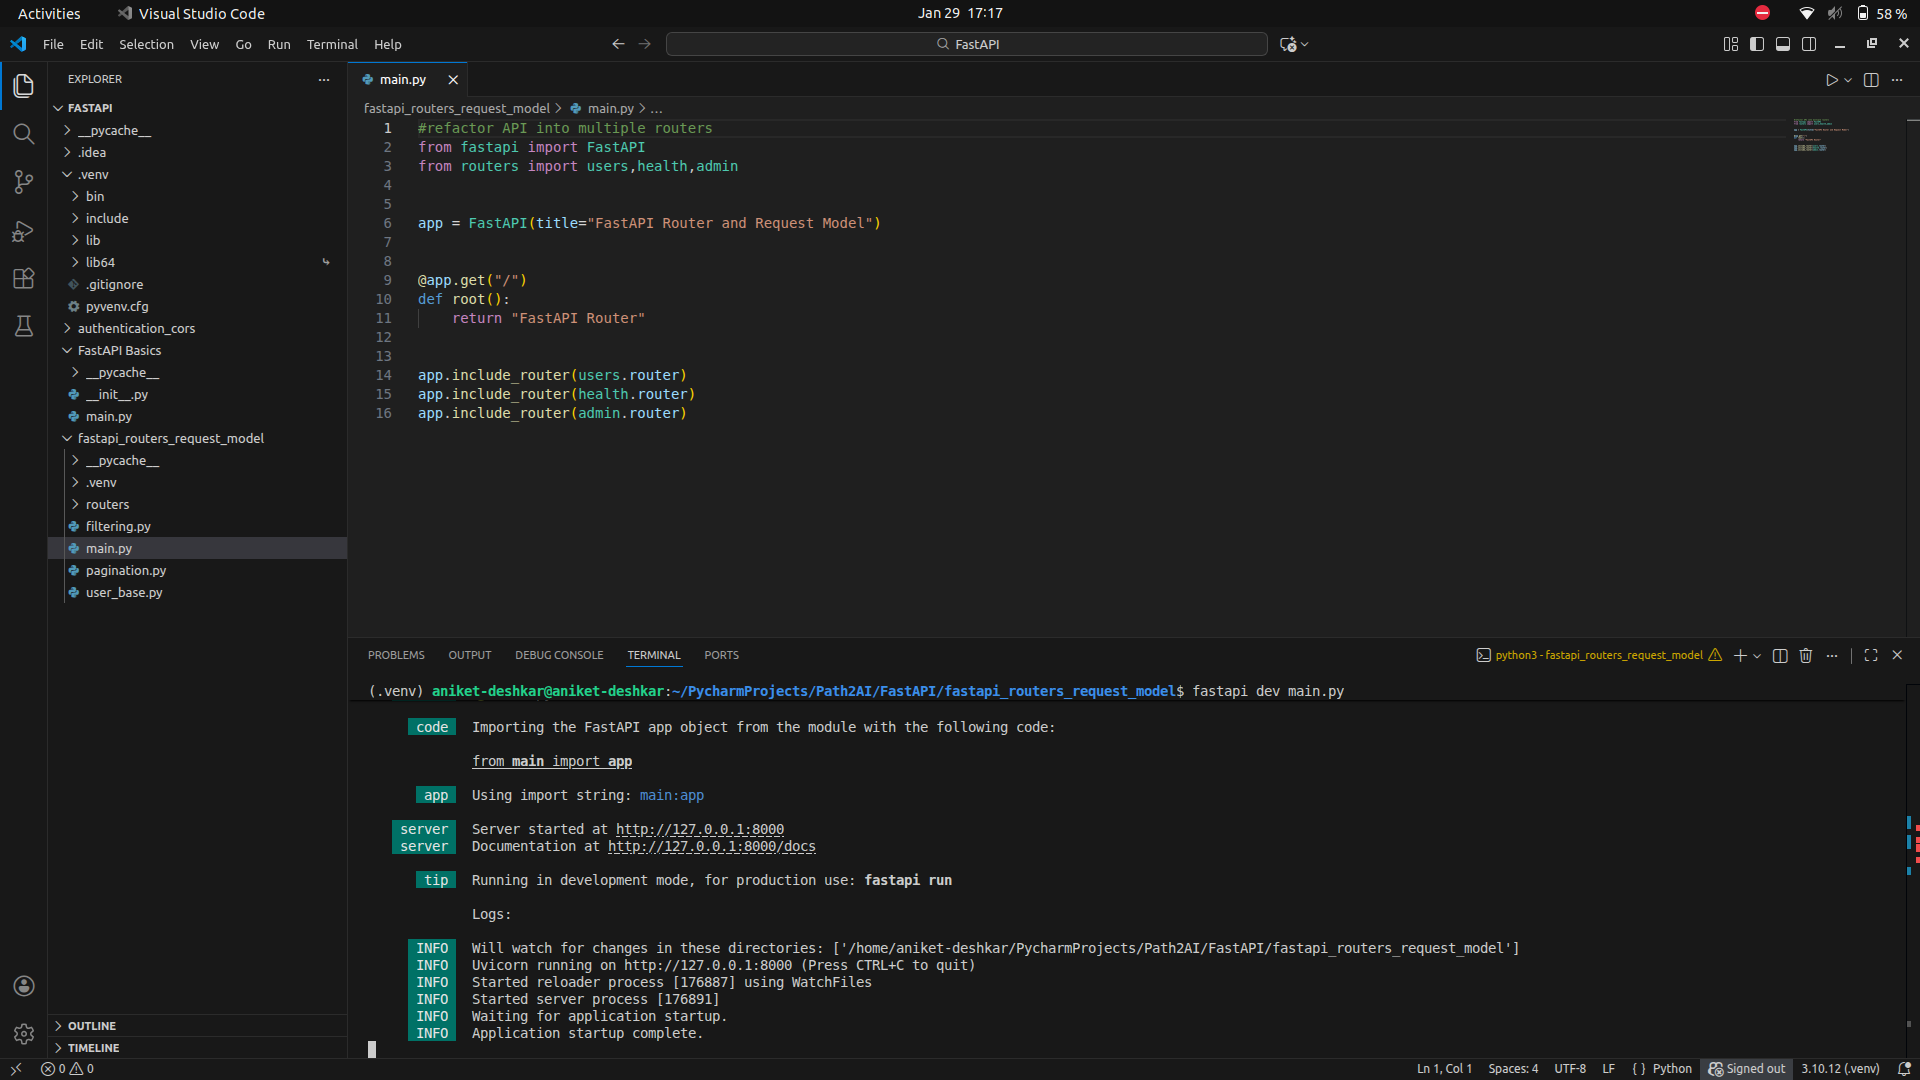 Activities
Visual Studio Code
Jan 29 17:17
58 %
File Edit Selection View Go Run Terminal Help
FastAPI
EXPLORER
FASTAPI
__pycache__
.idea
.venv
bin
include
lib
lib64
.gitignore
pyvenv.cfg
authentication_cors
FastAPI Basics
__pycache__
__init__.py
main.py
fastapi_routers_request_model
__pycache__
.venv
routers
filtering.py
main.py
pagination.py
user_base.py
OUTLINE
TIMELINE
main.py
fastapi_routers_request_model > main.py > ...
1 #refactor API into multiple routers
2 from fastapi import FastAPI
3 from routers import users,health,admin
4
5
6 app = FastAPI(title="FastAPI Router and Request Model")
7
8
9 @app.get("/")
10 def root():
11     return "FastAPI Router"
12
13
14 app.include_router(users.router)
15 app.include_router(health.router)
16 app.include_router(admin.router)
PROBLEMS OUTPUT DEBUG CONSOLE TERMINAL PORTS
python3 - fastapi_routers_request_model
(.venv) aniket-deshkar@aniket-deshkar:~/PycharmProjects/Path2AI/FastAPI/fastapi_routers_request_model$ fastapi dev main.py
code Importing the FastAPI app object from the module with the following code:
from main import app
app Using import string: main:app
server Server started at http://127.0.0.1:8000
server Documentation at http://127.0.0.1:8000/docs
tip Running in development mode, for production use: fastapi run
Logs:
INFO Will watch for changes in these directories: ['/home/aniket-deshkar/PycharmProjects/Path2AI/FastAPI/fastapi_routers_request_model']
INFO Uvicorn running on http://127.0.0.1:8000 (Press CTRL+C to quit)
INFO Started reloader process [176887] using WatchFiles
INFO Started server process [176891]
INFO Waiting for application startup.
INFO Application startup complete.
0 0
Ln 1, Col 1 Spaces: 4 UTF-8 LF { } Python Signed out 3.10.12 (.venv)